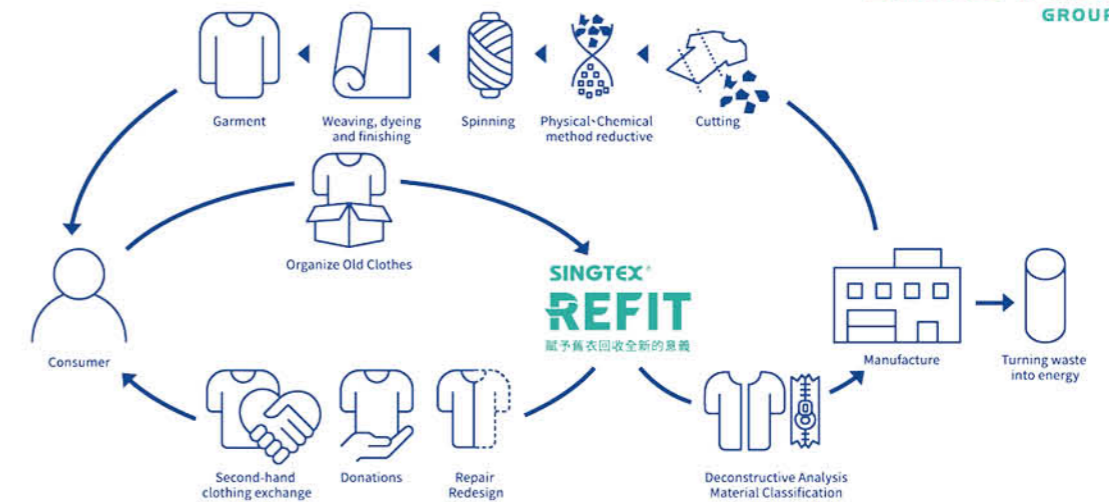 GROUP
Garment
Weaving, dyeing
and finishing
Spinning
Physical、Chemical
method reductive
Cutting
Organize Old Clothes
SINGTEX®
REFIT
賦予舊衣回收全新的意義
Consumer
Manufacture
Turning waste
into energy
Second-hand
clothing exchange
Donations
Repair
Redesign
Deconstructive Analysis
Material Classification